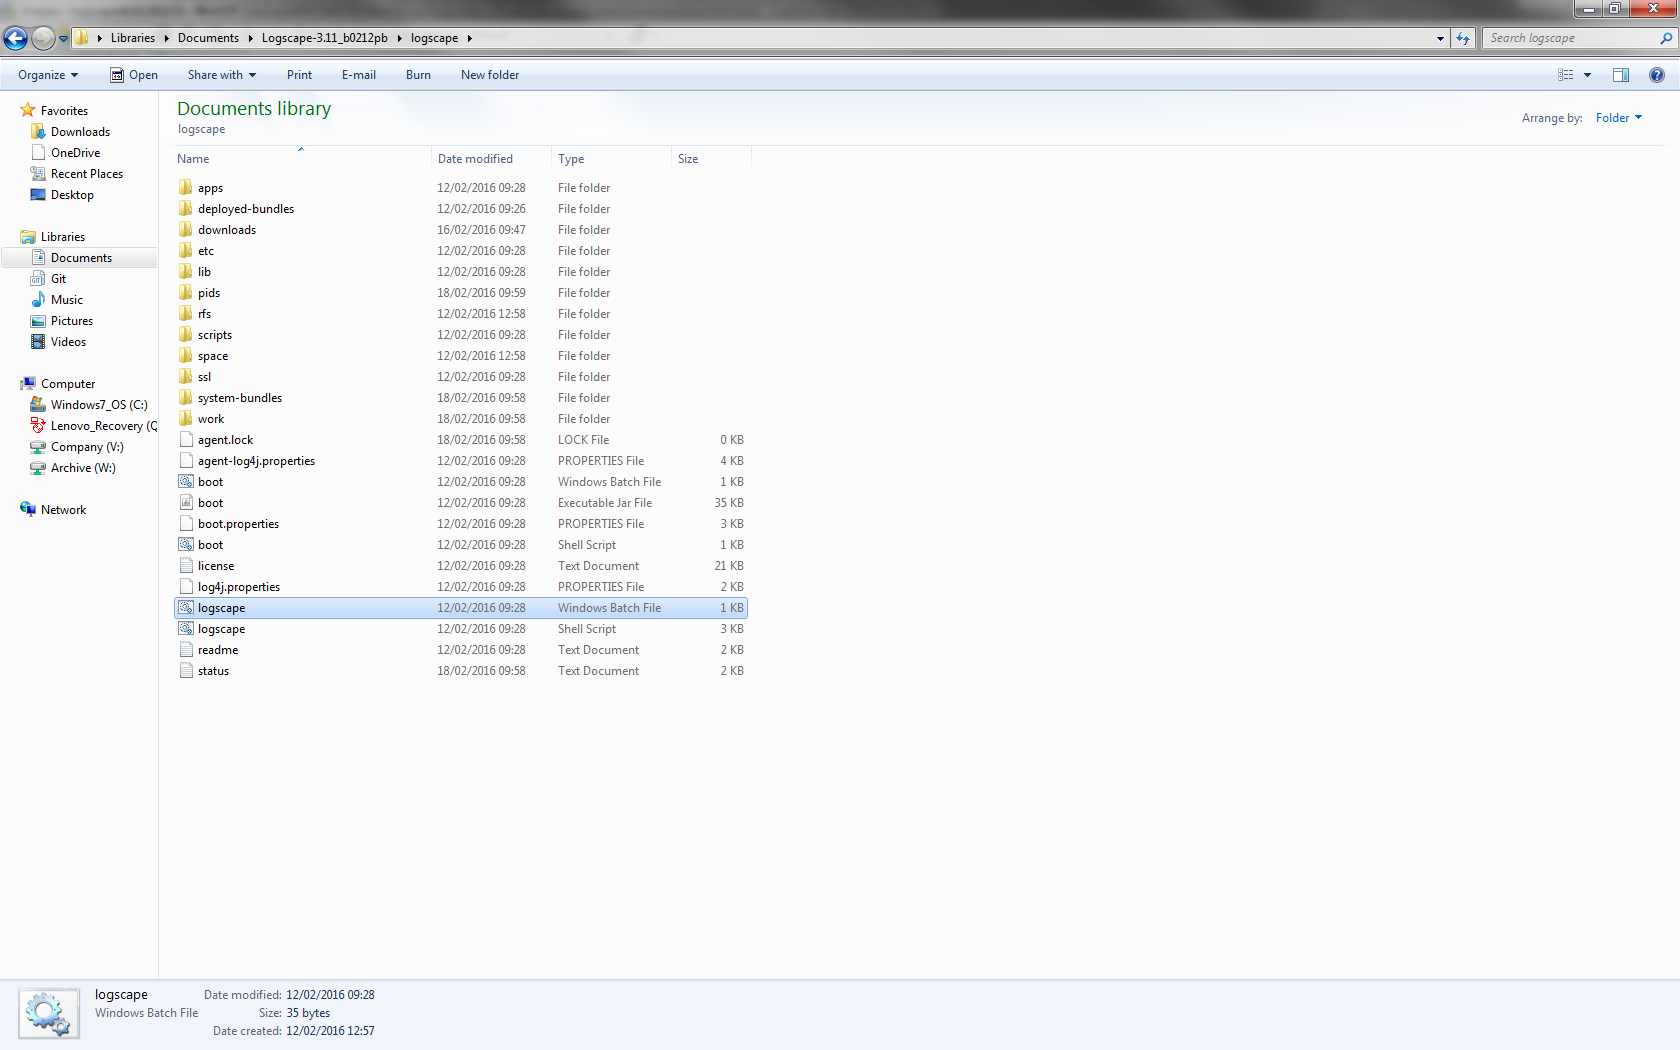 Libraries Documents Logscape-3.11_b0212pb logscape
Search logscape
Organize Open Share with Print E-mail Burn New folder
Favorites
Downloads
OneDrive
Recent Places
Desktop
Libraries
Documents
Git
Music
Pictures
Videos
Computer
Windows7_OS (C:)
Lenovo_Recovery (Q
Company (V:)
Archive (W:)
Network
Documents library
logscape
Arrange by: Folder
Name Date modified Type Size
apps 12/02/2016 09:28 File folder
deployed-bundles 12/02/2016 09:26 File folder
downloads 16/02/2016 09:47 File folder
etc 12/02/2016 09:28 File folder
lib 12/02/2016 09:28 File folder
pids 18/02/2016 09:59 File folder
rfs 12/02/2016 12:58 File folder
scripts 12/02/2016 09:28 File folder
space 12/02/2016 12:58 File folder
ssl 12/02/2016 09:28 File folder
system-bundles 18/02/2016 09:58 File folder
work 18/02/2016 09:58 File folder
agent.lock 18/02/2016 09:58 LOCK File 0 KB
agent-log4j.properties 12/02/2016 09:28 PROPERTIES File 4 KB
boot 12/02/2016 09:28 Windows Batch File 1 KB
boot 12/02/2016 09:28 Executable Jar File 35 KB
boot.properties 12/02/2016 09:28 PROPERTIES File 3 KB
boot 12/02/2016 09:28 Shell Script 1 KB
license 12/02/2016 09:28 Text Document 21 KB
log4j.properties 12/02/2016 09:28 PROPERTIES File 2 KB
logscape 12/02/2016 09:28 Windows Batch File 1 KB
logscape 12/02/2016 09:28 Shell Script 3 KB
readme 12/02/2016 09:28 Text Document 2 KB
status 18/02/2016 09:58 Text Document 2 KB
logscape Date modified: 12/02/2016 09:28
Windows Batch File Size: 35 bytes
Date created: 12/02/2016 12:57